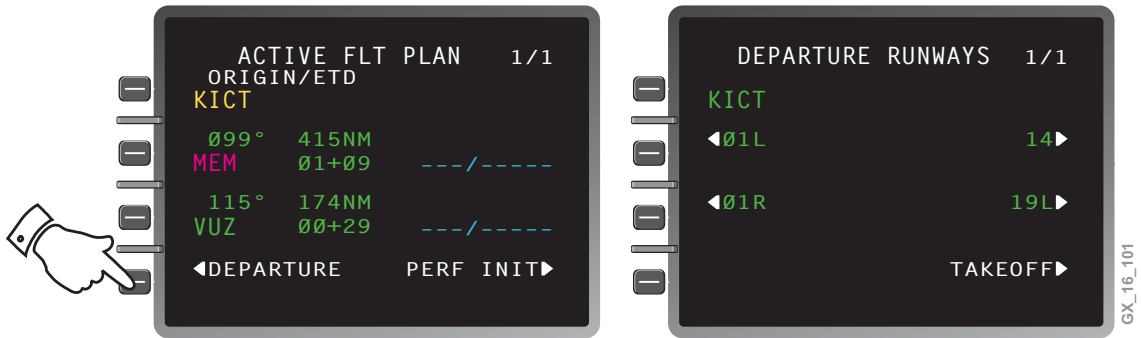 ACTIVE FLT PLAN 1/1
ORIGIN/ETD
KICT
Ø99° 415NM
MEM Ø1+Ø9 ---/-----
115° 174NM
VUZ ØØ+29 ---/-----
◀DEPARTURE PERF INIT▶
DEPARTURE RUNWAYS 1/1
KICT
◀Ø1L 14▶
◀Ø1R 19L▶
TAKEOFF▶
GX_16_101